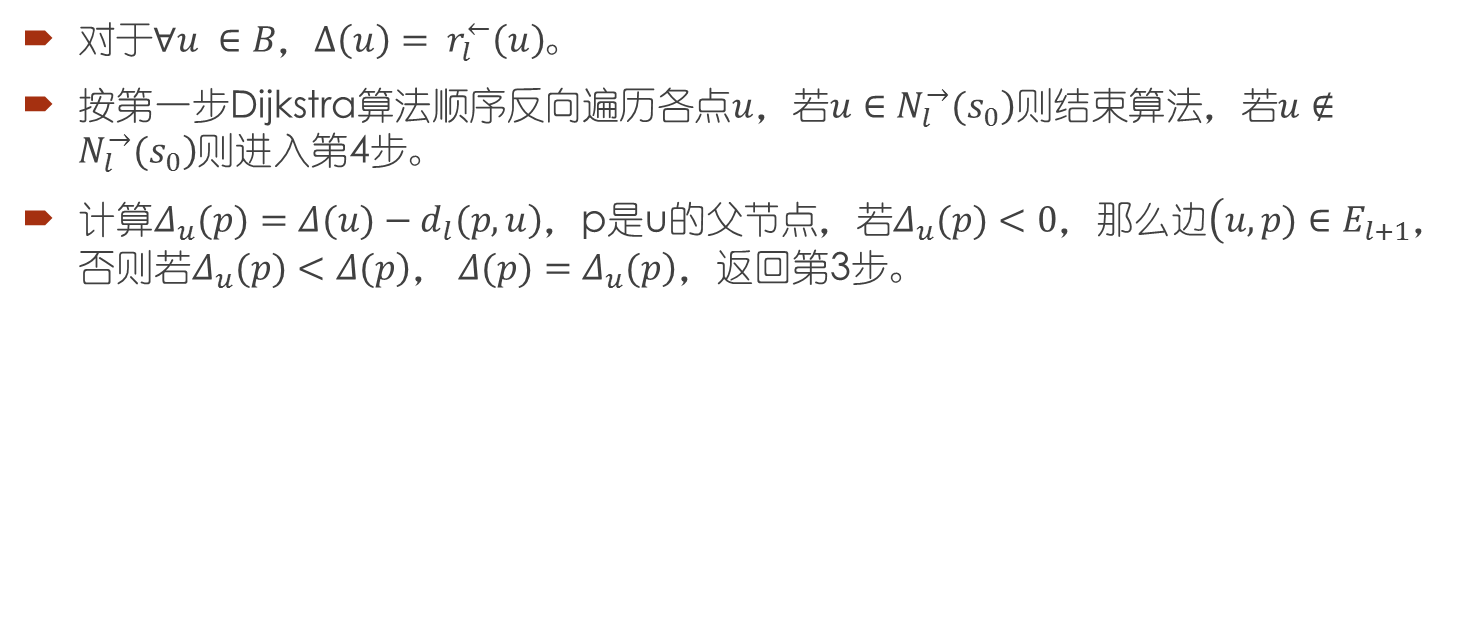 对于∀u ∈ B，Δ(u) = r_l^←(u)。
按第一步Dijkstra算法顺序反向遍历各点u，若u ∈ N_l^→(s_0)则结束算法，若u ∉
N_l^→(s_0)则进入第4步。
计算Δ_u(p) = Δ(u) − d_l(p, u)，p是u的父节点，若Δ_u(p) < 0，那么边(u, p) ∈ E_{l+1}，
否则若Δ_u(p) < Δ(p)， Δ(p) = Δ_u(p)，返回第3步。